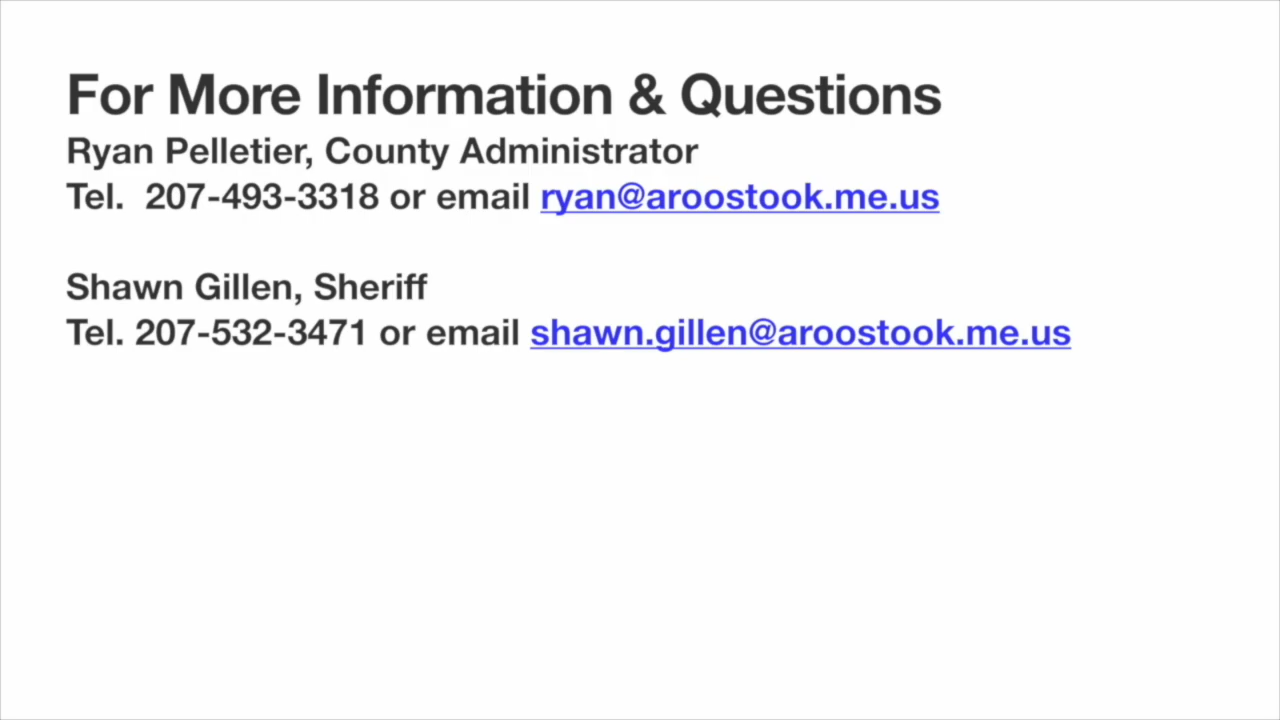 For More Information & Questions
Ryan Pelletier, County Administrator
Tel.  207-493-3318 or email ryan@aroostook.me.us
Shawn Gillen, Sheriff
Tel. 207-532-3471 or email shawn.gillen@aroostook.me.us